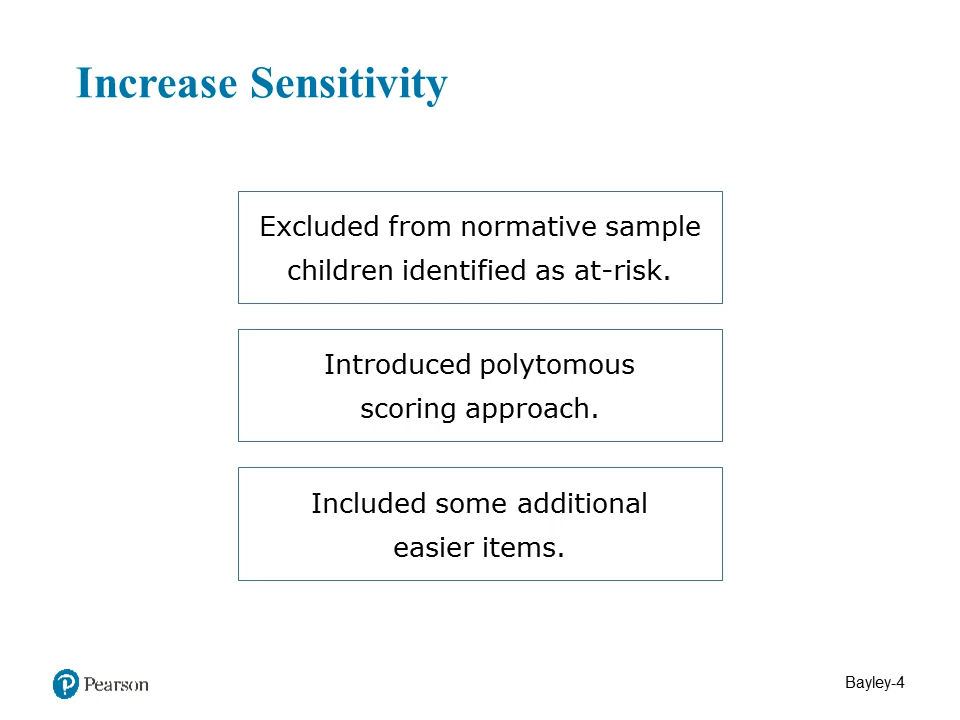 Increase Sensitivity
Excluded from normative sample
children identified as at-risk.
Introduced polytomous
scoring approach.
Included some additional
easier items.
Pearson
Bayley-4